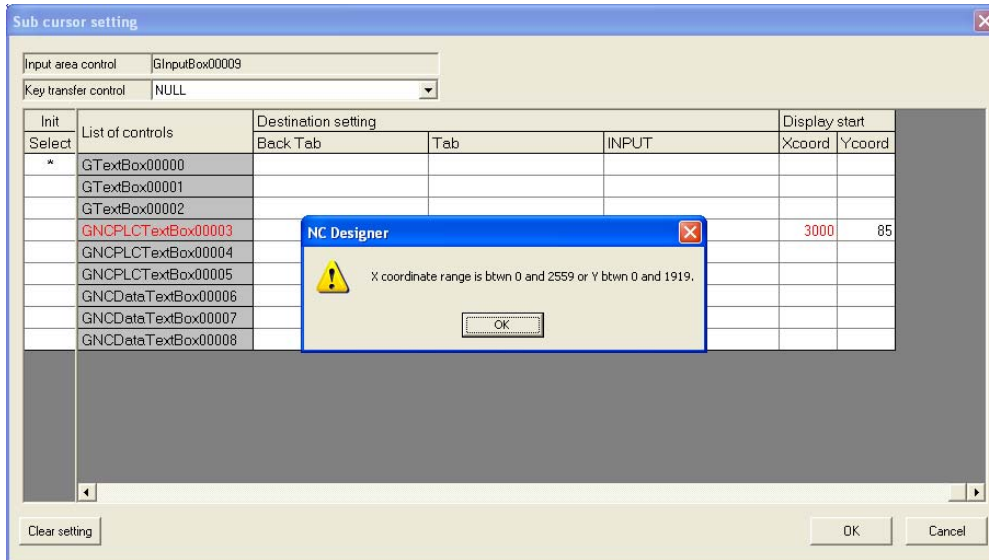 Sub cursor setting
Input area control GInputBox00009
Key transfer control NULL
Init List of controls Destination setting Display start
Select Back Tab Tab INPUT Xcoord Ycoord
* GTextBox00000
GTextBox00001
GTextBox00002
GNCPLCTextBox00003 3000 85
GNCPLCTextBox00004
GNCPLCTextBox00005
GNCDataTextBox00006
GNCDataTextBox00007
GNCDataTextBox00008
NC Designer
X coordinate range is btwn 0 and 2559 or Y btwn 0 and 1919.
OK
Clear setting OK Cancel